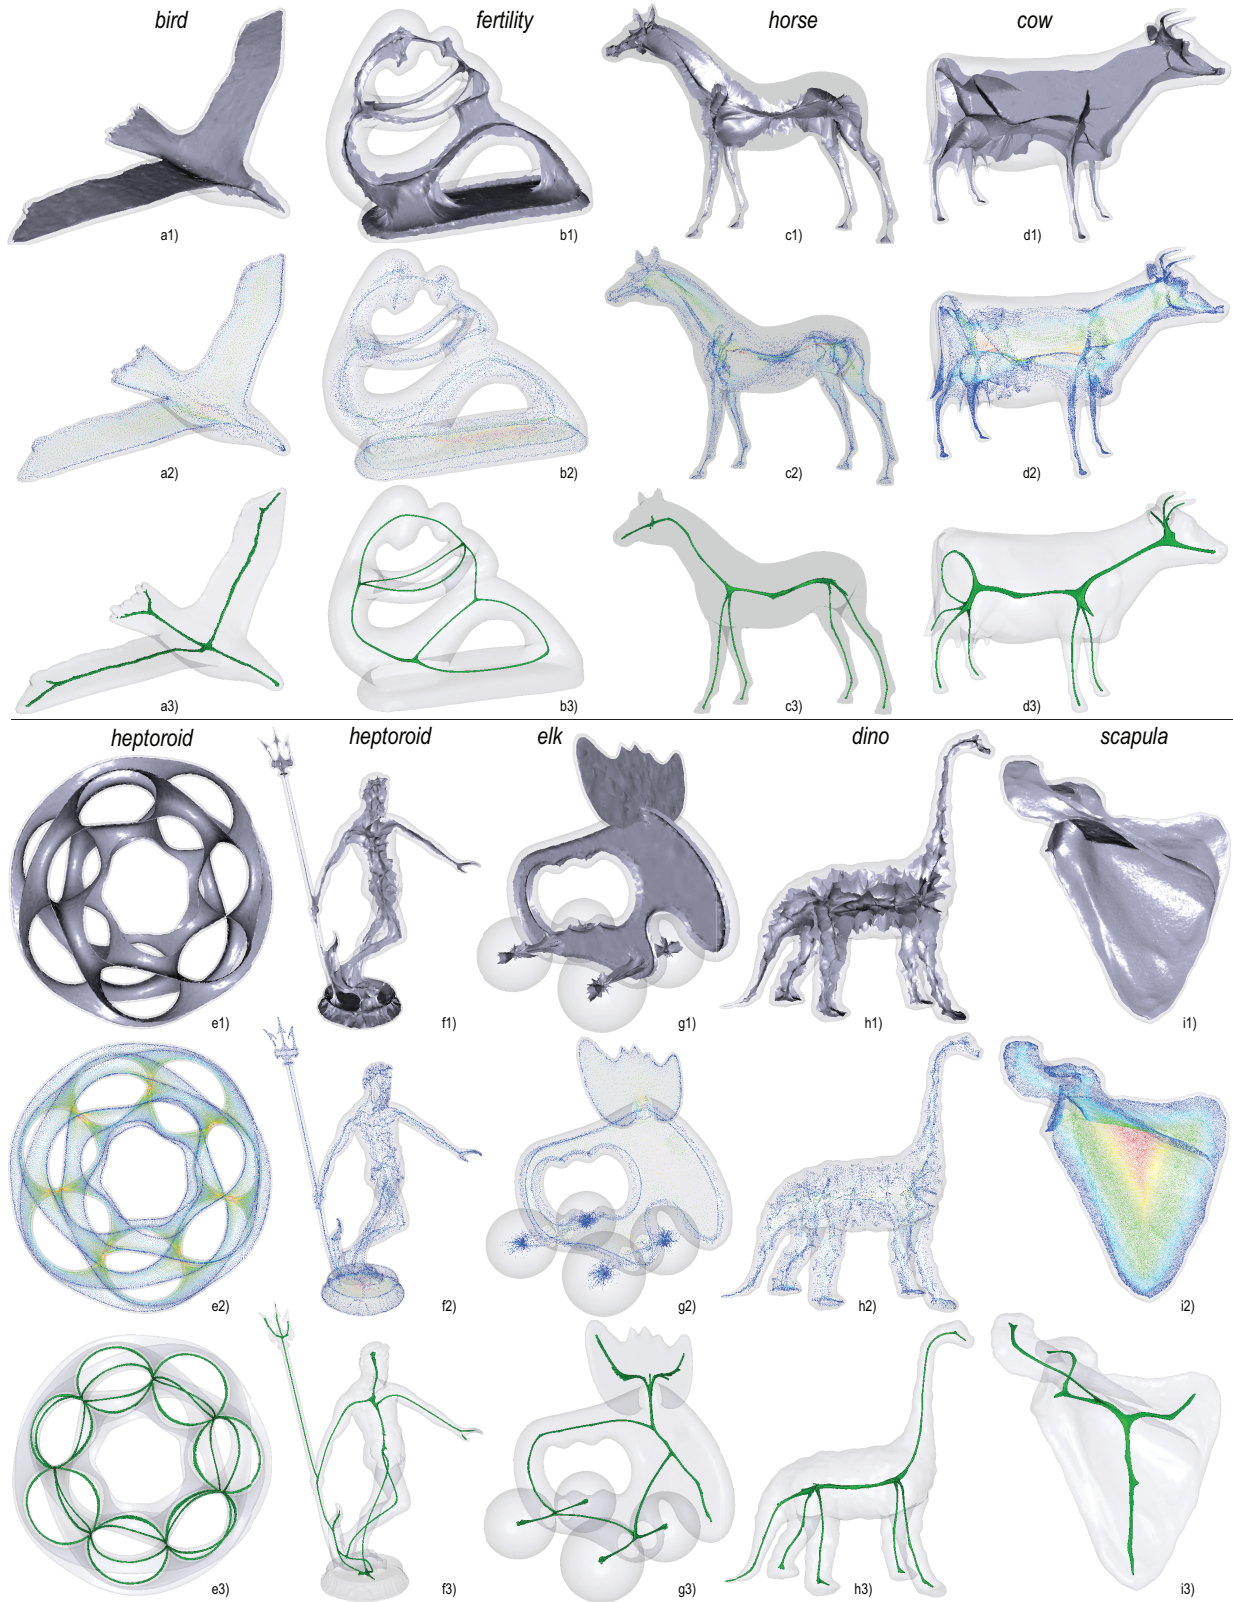 bird fertility horse cow
a1) b1) c1) d1)
a2) b2) c2) d2)
a3) b3) c3) d3)
heptoroid heptoroid elk dino scapula
e1) f1) g1) h1) i1)
e2) f2) g2) h2) i2)
e3) f3) g3) h3) i3)